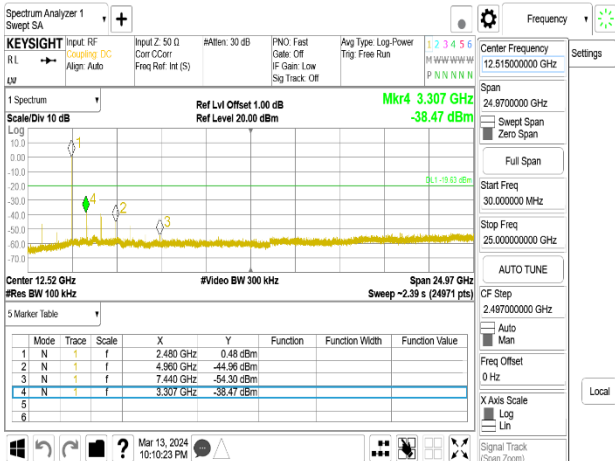 Spectrum Analyzer 1
Swept SA
+
Frequency
KEYSIGHT
RL
Input: RF
Coupling: DC
Align: Auto
Input Z: 50 Ω
Corr CCorr
Freq Ref: Int (S)
#Atten: 30 dB
PNO: Fast
Gate: Off
IF Gain: Low
Sig Track: Off
Avg Type: Log-Power
Trig: Free Run
1 2 3 4 5 6
M W W W W W
P N N N N N
1 Spectrum
Scale/Div 10 dB
Ref Lvl Offset 1.00 dB
Ref Level 20.00 dBm
Mkr4 3.307 GHz
-38.47 dBm
Log
10.0
0.00
-10.0
-20.0
-30.0
-40.0
-50.0
-60.0
-70.0
1
4
2
3
DL1 -19.63 dBm
Center 12.52 GHz
#Res BW 100 kHz
#Video BW 300 kHz
Span 24.97 GHz
Sweep ~2.39 s (24971 pts)
5 Marker Table
Mode Trace Scale X Y Function Function Width Function Value
1 N 1 f 2.480 GHz 0.48 dBm
2 N 1 f 4.960 GHz -44.96 dBm
3 N 1 f 7.440 GHz -54.30 dBm
4 N 1 f 3.307 GHz -38.47 dBm
5
6
?
Mar 13, 2024
10:10:23 PM
Center Frequency
12.515000000 GHz
Span
24.9700000 GHz
Swept Span
Zero Span
Full Span
Start Freq
30.000000 MHz
Stop Freq
25.000000000 GHz
AUTO TUNE
CF Step
2.497000000 GHz
Auto
Man
Freq Offset
0 Hz
X Axis Scale
Log
Lin
Signal Track
(Span Zoom)
Settings
Local